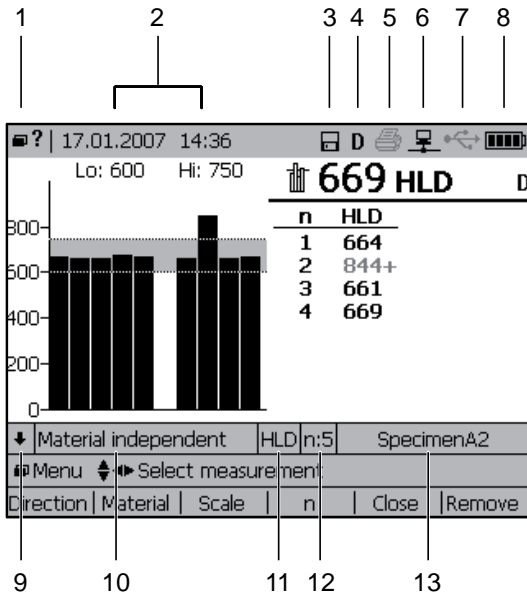 1 2 3 4 5 6 7 8
? | 17.01.2007 14:36 D
Lo: 600 Hi: 750
669 HLD D
n HLD
1 664
2 844+
3 661
4 669
800
600
400
200
0
Material independent HLD n:5 SpecimenA2
Menu Select measurement
Direction | Material | Scale | n | Close | Remove
9 10 11 12 13